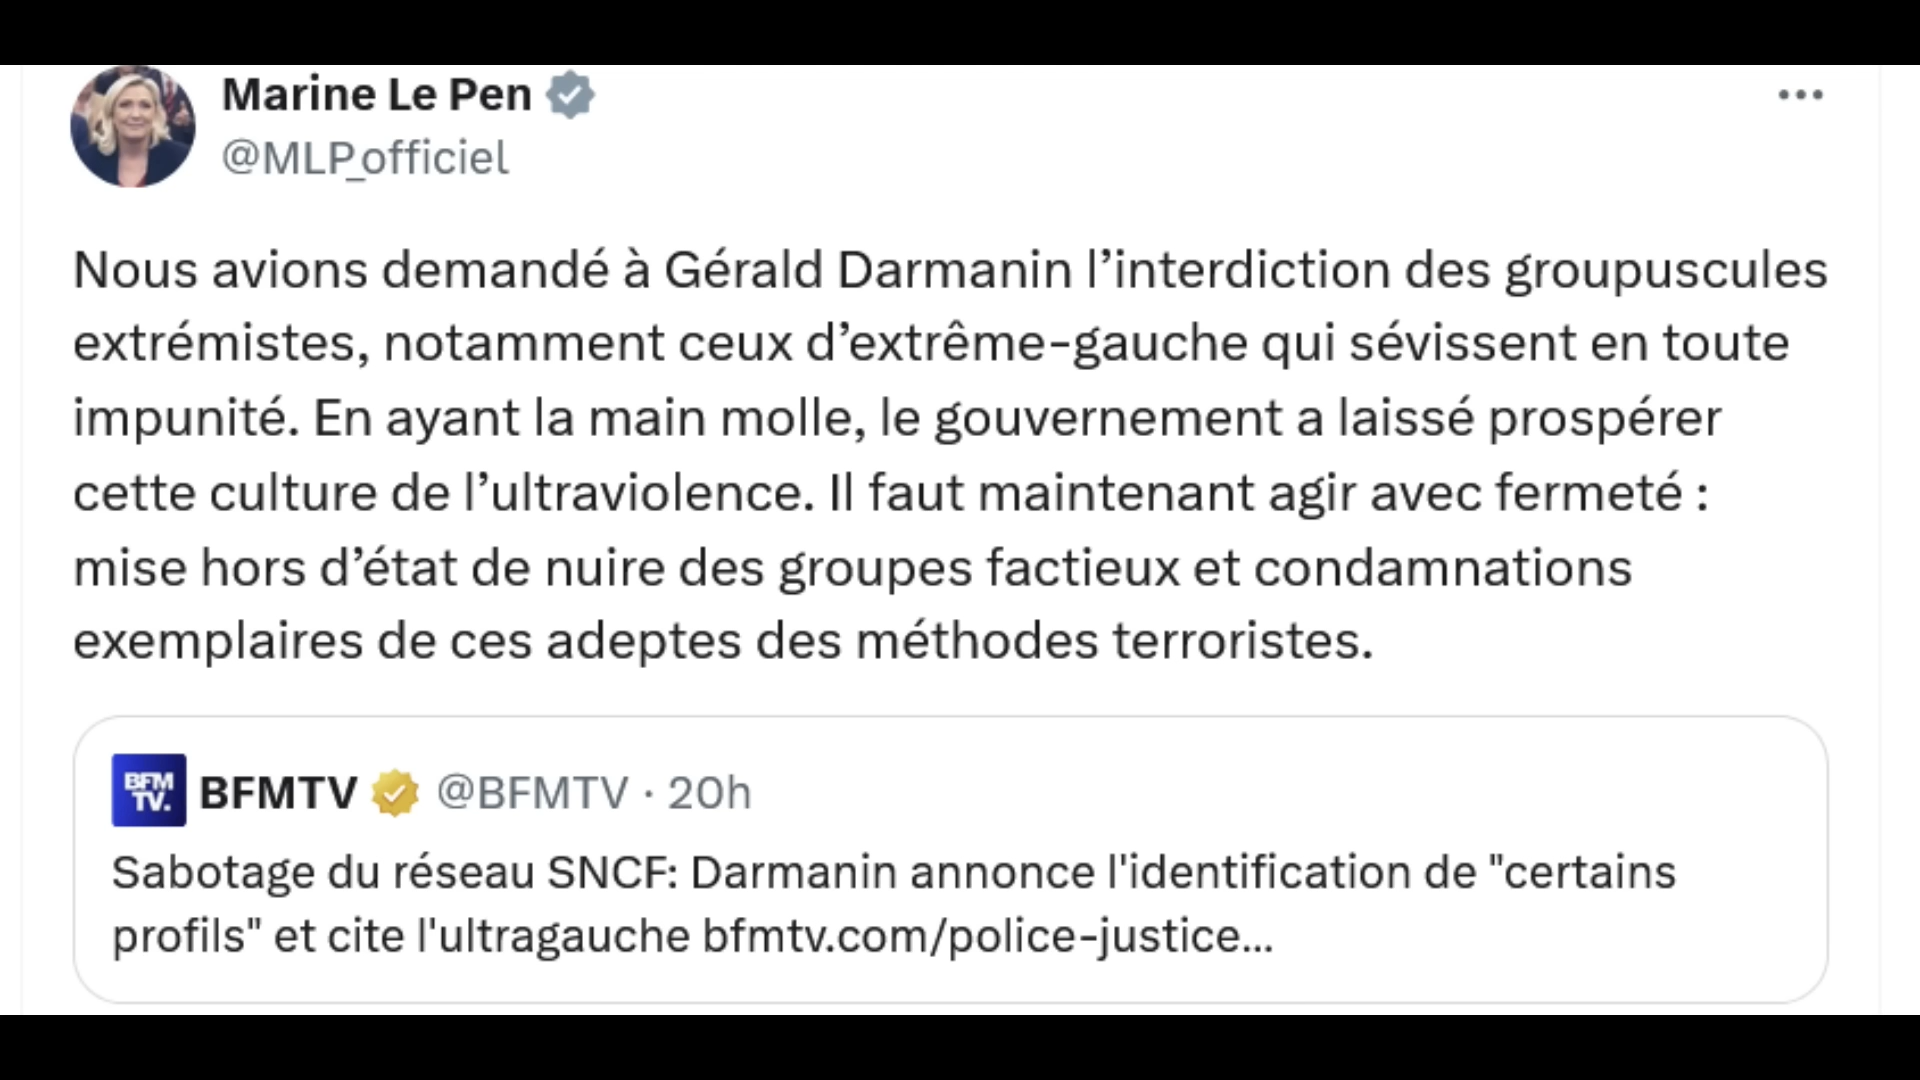 Marine Le Pen
@MLP_officiel
Nous avions demandé à Gérald Darmanin l’interdiction des groupuscules
extrémistes, notamment ceux d’extrême-gauche qui sévissent en toute
impunité. En ayant la main molle, le gouvernement a laissé prospérer
cette culture de l’ultraviolence. Il faut maintenant agir avec fermeté :
mise hors d’état de nuire des groupes factieux et condamnations
exemplaires de ces adeptes des méthodes terroristes.
BFM
TV.
BFMTV @BFMTV · 20h
Sabotage du réseau SNCF: Darmanin annonce l'identification de "certains
profils" et cite l'ultragauche bfmtv.com/police-justice…